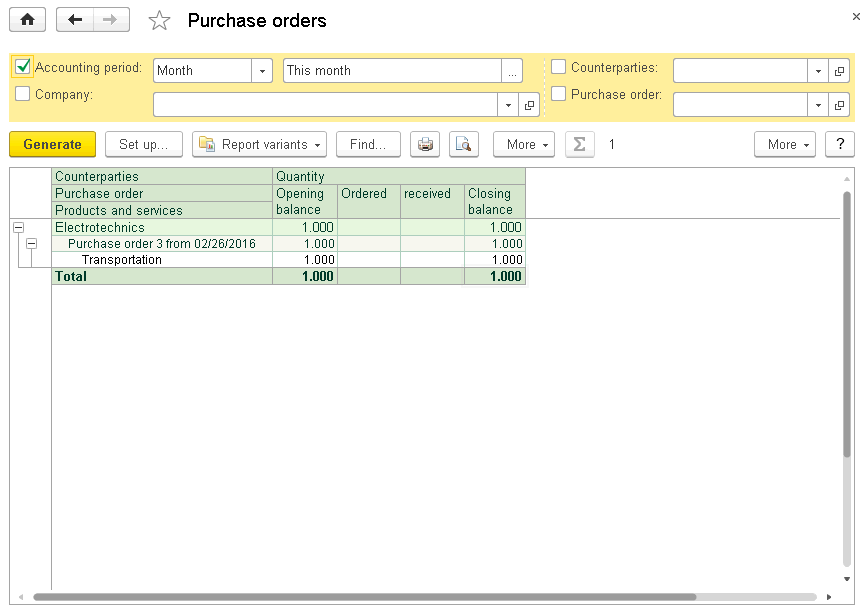 Purchase orders
Accounting period: Month This month ... Counterparties:
Company: Purchase order:
Generate Set up... Report variants Find... More Σ 1 More ?
Counterparties Quantity
Purchase order Opening balance Ordered received Closing balance
Products and services
Electrotechnics 1.000 1.000
Purchase order 3 from 02/26/2016 1.000 1.000
Transportation 1.000 1.000
Total 1.000 1.000